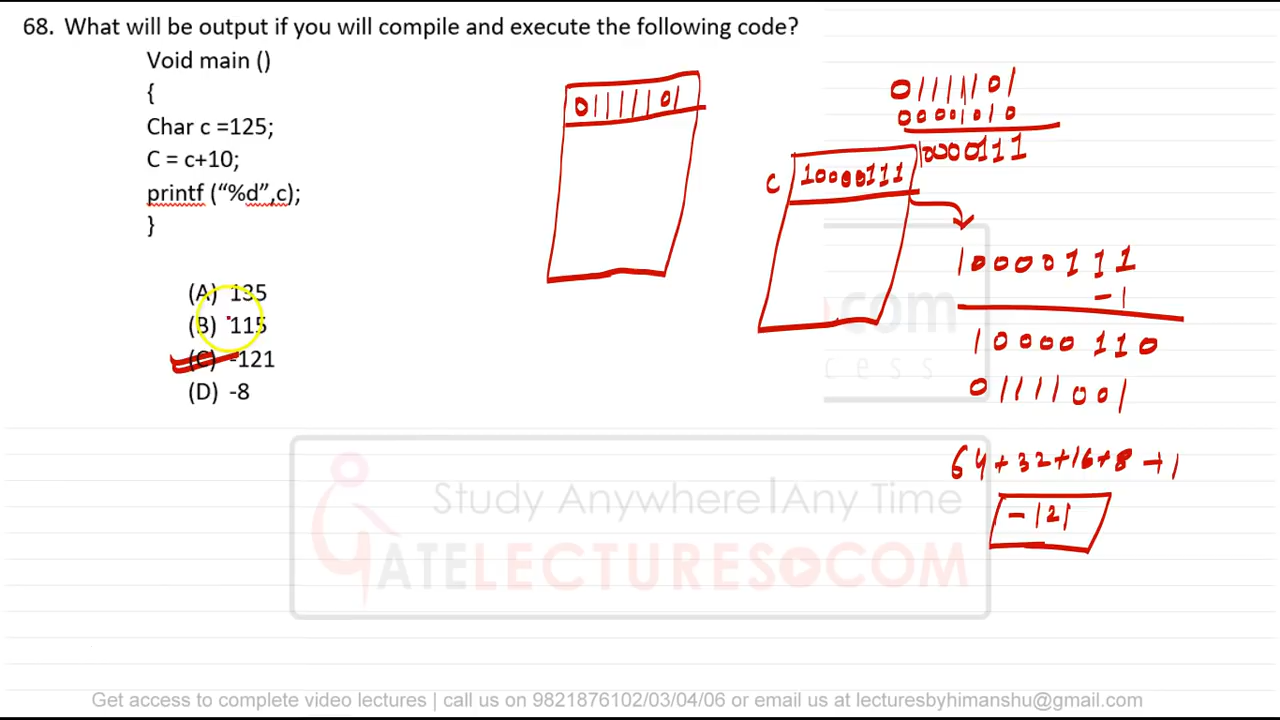 68. What will be output if you will compile and execute the following code?
Void main ()
{
Char c =125;
C = c+10;
printf (“%d”,c);
}
(A) 135
(B) 115
(C) -121
(D) -8
01111101
01111101
00001010
10000111
c 10000111
10000111
-1
10000110
01111001
64+32+16+8+1
-121
.com
cess
Study Anywhere|Any Time
GATELECTURES.COM
Get access to complete video lectures | call us on 9821876102/03/04/06 or email us at lecturesbyhimanshu@gmail.com